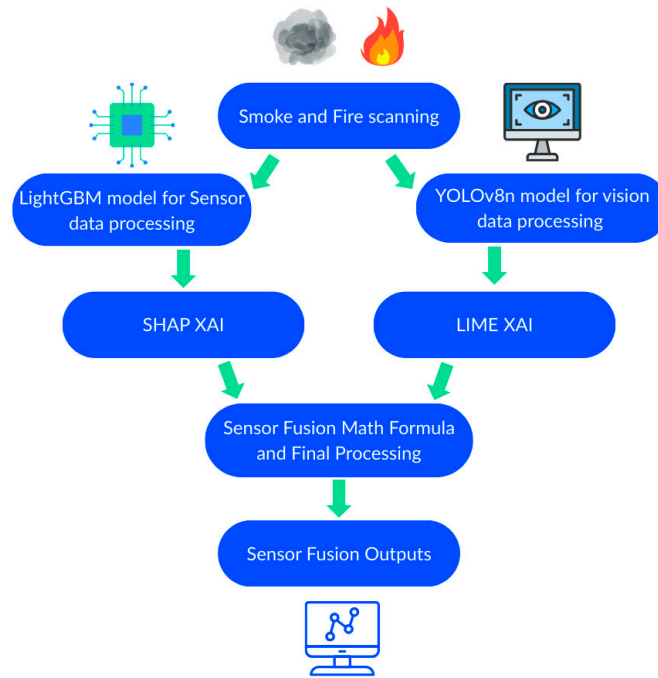 Smoke and Fire scanning
LightGBM model for Sensor
data processing
YOLOv8n model for vision
data processing
SHAP XAI
LIME XAI
Sensor Fusion Math Formula
and Final Processing
Sensor Fusion Outputs